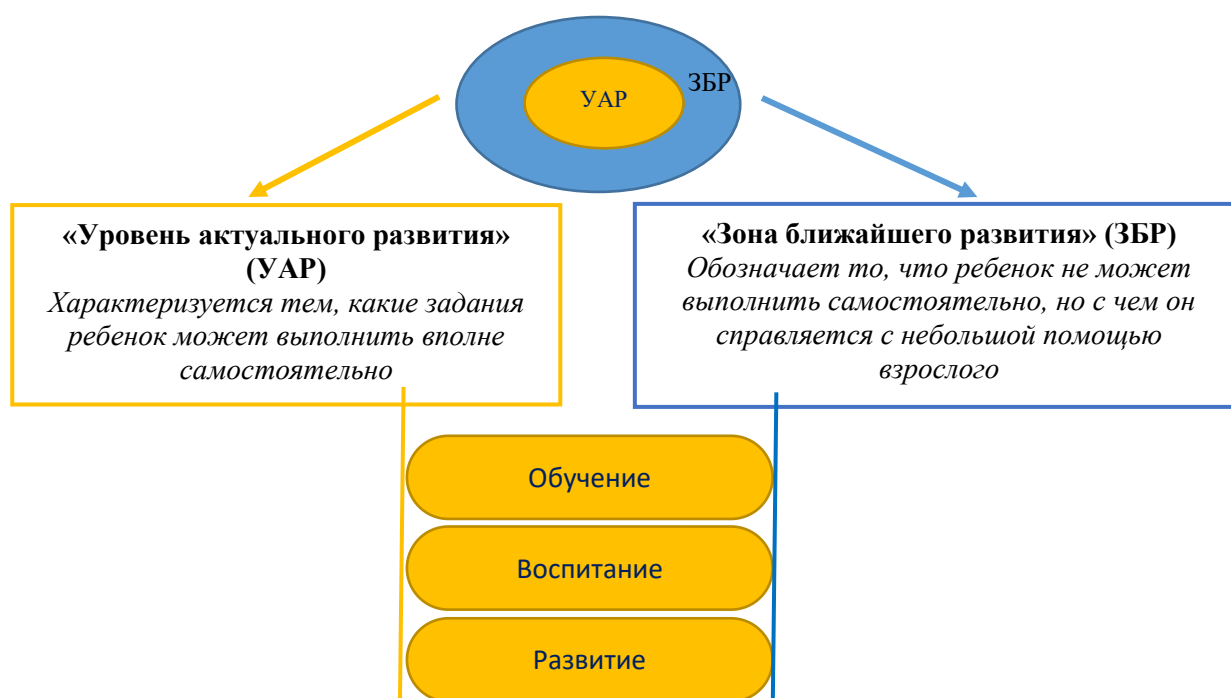 УАР
ЗБР
«Уровень актуального развития»
(УАР)
Характеризуется тем, какие задания
ребенок может выполнить вполне
самостоятельно
«Зона ближайшего развития» (ЗБР)
Обозначает то, что ребенок не может
выполнить самостоятельно, но с чем он
справляется с небольшой помощью
взрослого
Обучение
Воспитание
Развитие